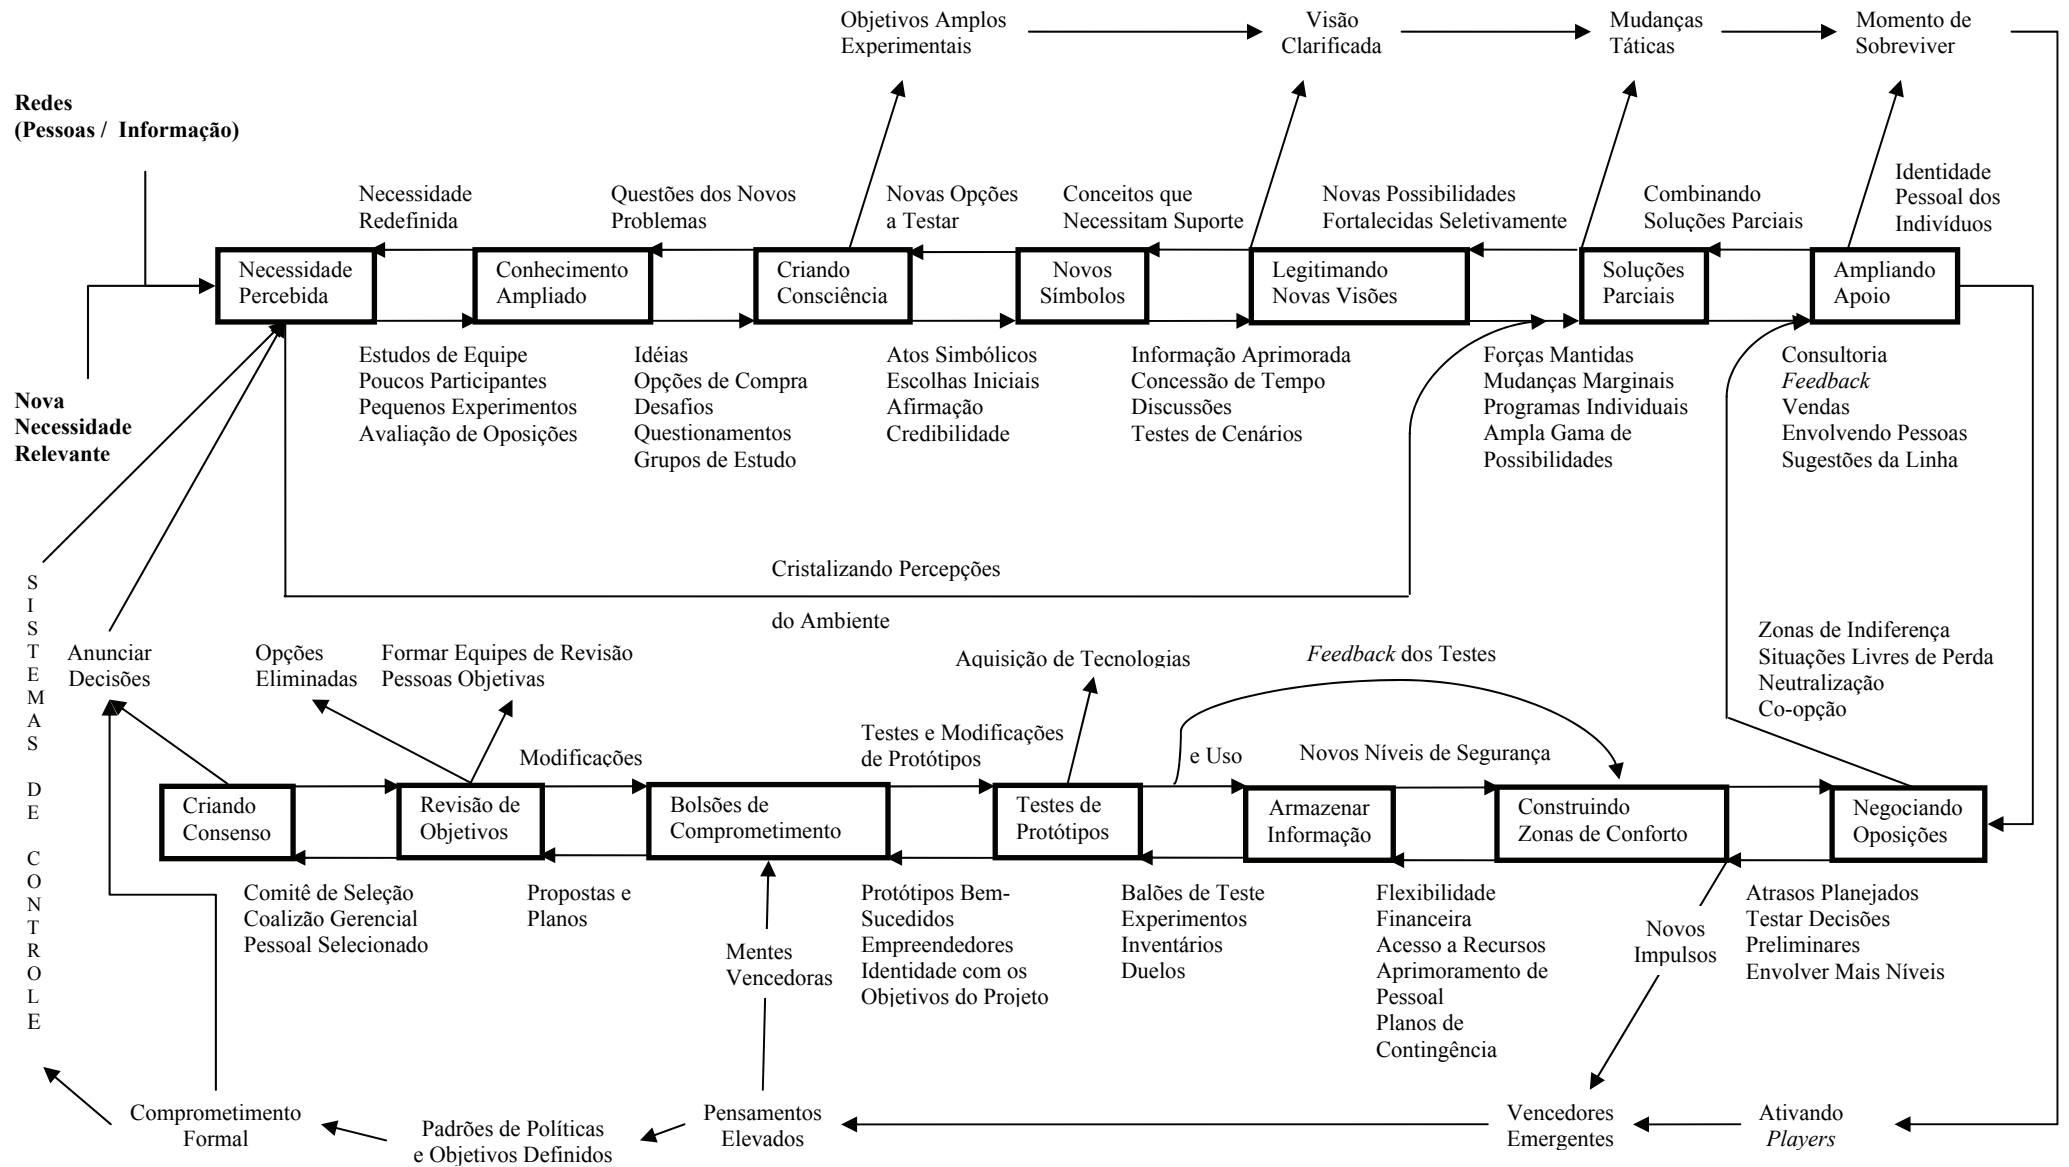 Objetivos Amplos
Experimentais
Visão
Clarificada
Mudanças
Táticas
Momento de
Sobreviver
Redes
(Pessoas / Informação)
Necessidade
Redefinida
Questões dos Novos
Problemas
Novas Opções
a Testar
Conceitos que
Necessitam Suporte
Novas Possibilidades
Fortalecidas Seletivamente
Combinando
Soluções Parciais
Identidade
Pessoal dos
Indivíduos
Necessidade
Percebida
Conhecimento
Ampliado
Criando
Consciência
Novos
Símbolos
Legitimando
Novas Visões
Soluções
Parciais
Ampliando
Apoio
Nova
Necessidade
Relevante
Estudos de Equipe
Poucos Participantes
Pequenos Experimentos
Avaliação de Oposições
Idéias
Opções de Compra
Desafios
Questionamentos
Grupos de Estudo
Atos Simbólicos
Escolhas Iniciais
Afirmação
Credibilidade
Informação Aprimorada
Concessão de Tempo
Discussões
Testes de Cenários
Forças Mantidas
Mudanças Marginais
Programas Individuais
Ampla Gama de
Possibilidades
Consultoria
Feedback
Vendas
Envolvendo Pessoas
Sugestões da Linha
Cristalizando Percepções
do Ambiente
SISTEMAS DE CONTROLE
Anunciar
Decisões
Opções
Eliminadas
Formar Equipes de Revisão
Pessoas Objetivas
Aquisição de Tecnologias
Feedback dos Testes
Zonas de Indiferença
Situações Livres de Perda
Neutralização
Co-opção
Modificações
Testes e Modificações
de Protótipos
e Uso
Novos Níveis de Segurança
Criando
Consenso
Revisão de
Objetivos
Bolsões de
Comprometimento
Testes de
Protótipos
Armazenar
Informação
Construindo
Zonas de Conforto
Negociando
Oposições
Comitê de Seleção
Coalizão Gerencial
Pessoal Selecionado
Propostas e
Planos
Mentes
Vencedoras
Protótipos Bem-
Sucedidos
Empreendedores
Identidade com os
Objetivos do Projeto
Balões de Teste
Experimentos
Inventários
Duelos
Flexibilidade
Financeira
Acesso a Recursos
Aprimoramento de
Pessoal
Planos de
Contingência
Novos
Impulsos
Atrasos Planejados
Testar Decisões
Preliminares
Envolver Mais Níveis
Comprometimento
Formal
Padrões de Políticas
e Objetivos Definidos
Pensamentos
Elevados
Vencedores
Emergentes
Ativando
Players